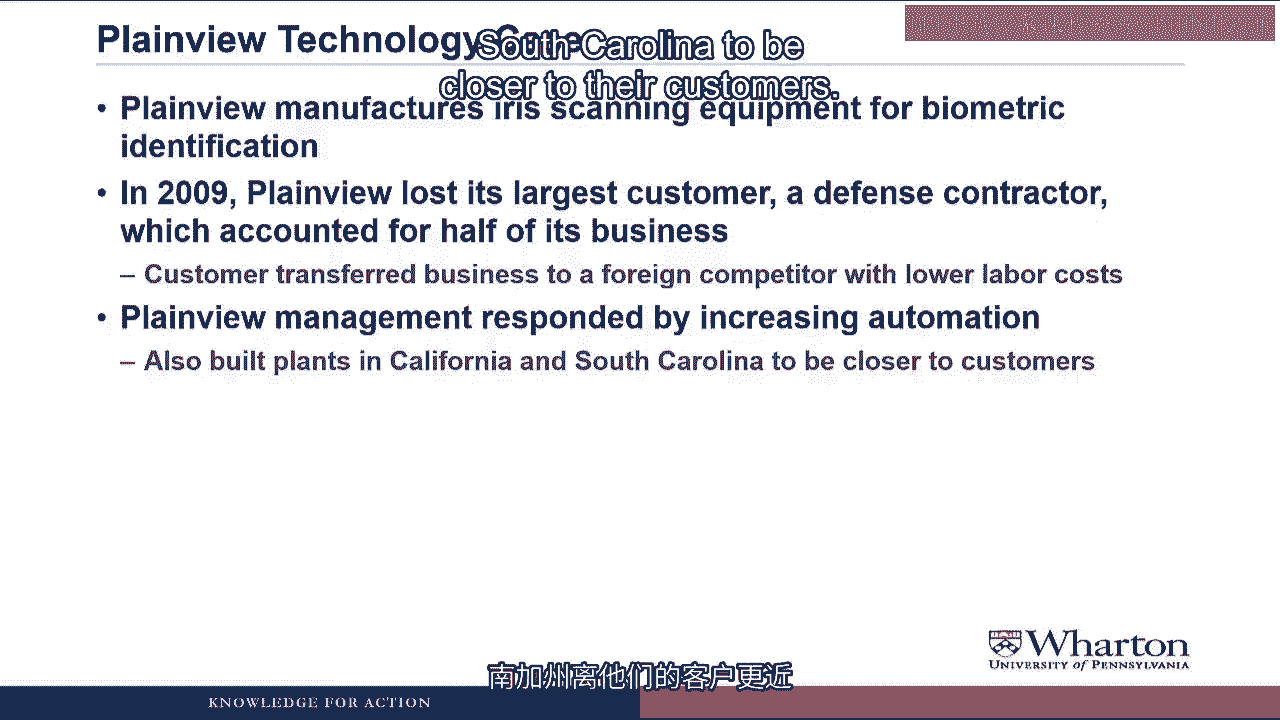 Plainview Technology
South Carolina to be
closer to their customers.
• Plainview manufactures iris scanning equipment for biometric
identification
• In 2009, Plainview lost its largest customer, a defense contractor,
which accounted for half of its business
– Customer transferred business to a foreign competitor with lower labor costs
• Plainview management responded by increasing automation
– Also built plants in California and South Carolina to be closer to customers
Wharton
UNIVERSITY of PENNSYLVANIA
南加州离他们的客户更近
KNOWLEDGE FOR ACTION